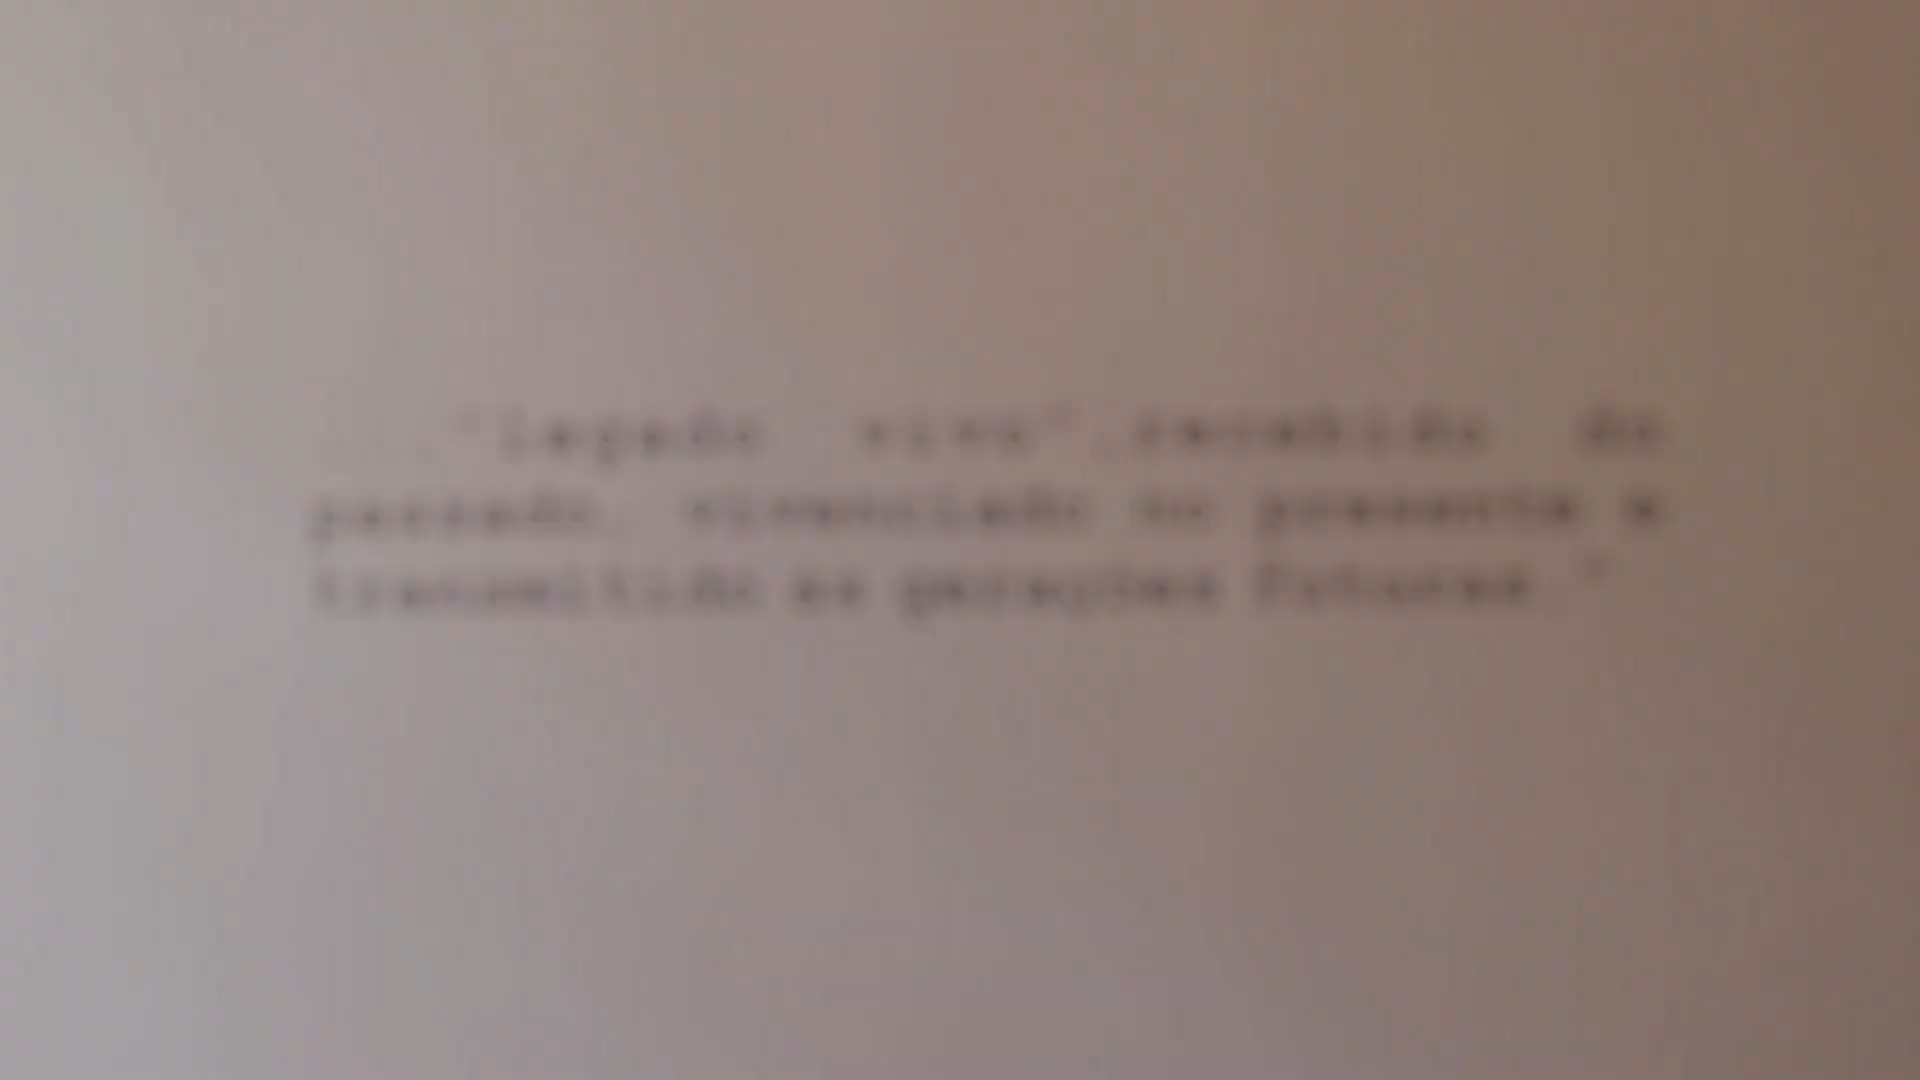 ..."legado vivo" recebido do
passado, vivenciado no presente e
transmitido as gerações futuras."